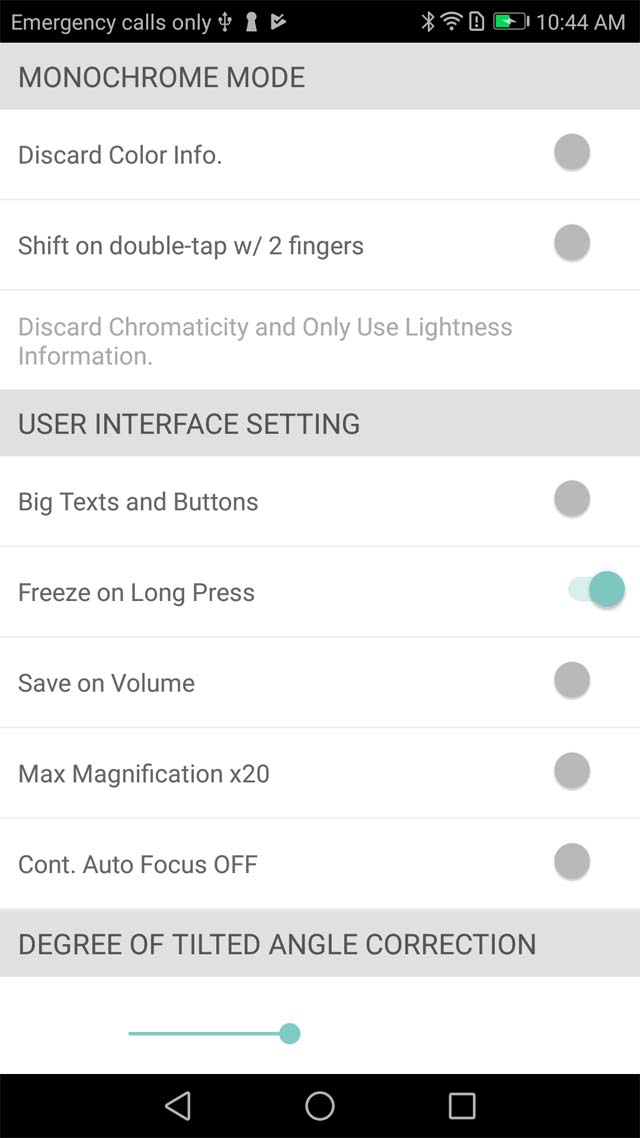 Emergency calls only 10:44 AM
MONOCHROME MODE
Discard Color Info.
Shift on double-tap w/ 2 fingers
Discard Chromaticity and Only Use Lightness
Information.
USER INTERFACE SETTING
Big Texts and Buttons
Freeze on Long Press
Save on Volume
Max Magnification x20
Cont. Auto Focus OFF
DEGREE OF TILTED ANGLE CORRECTION